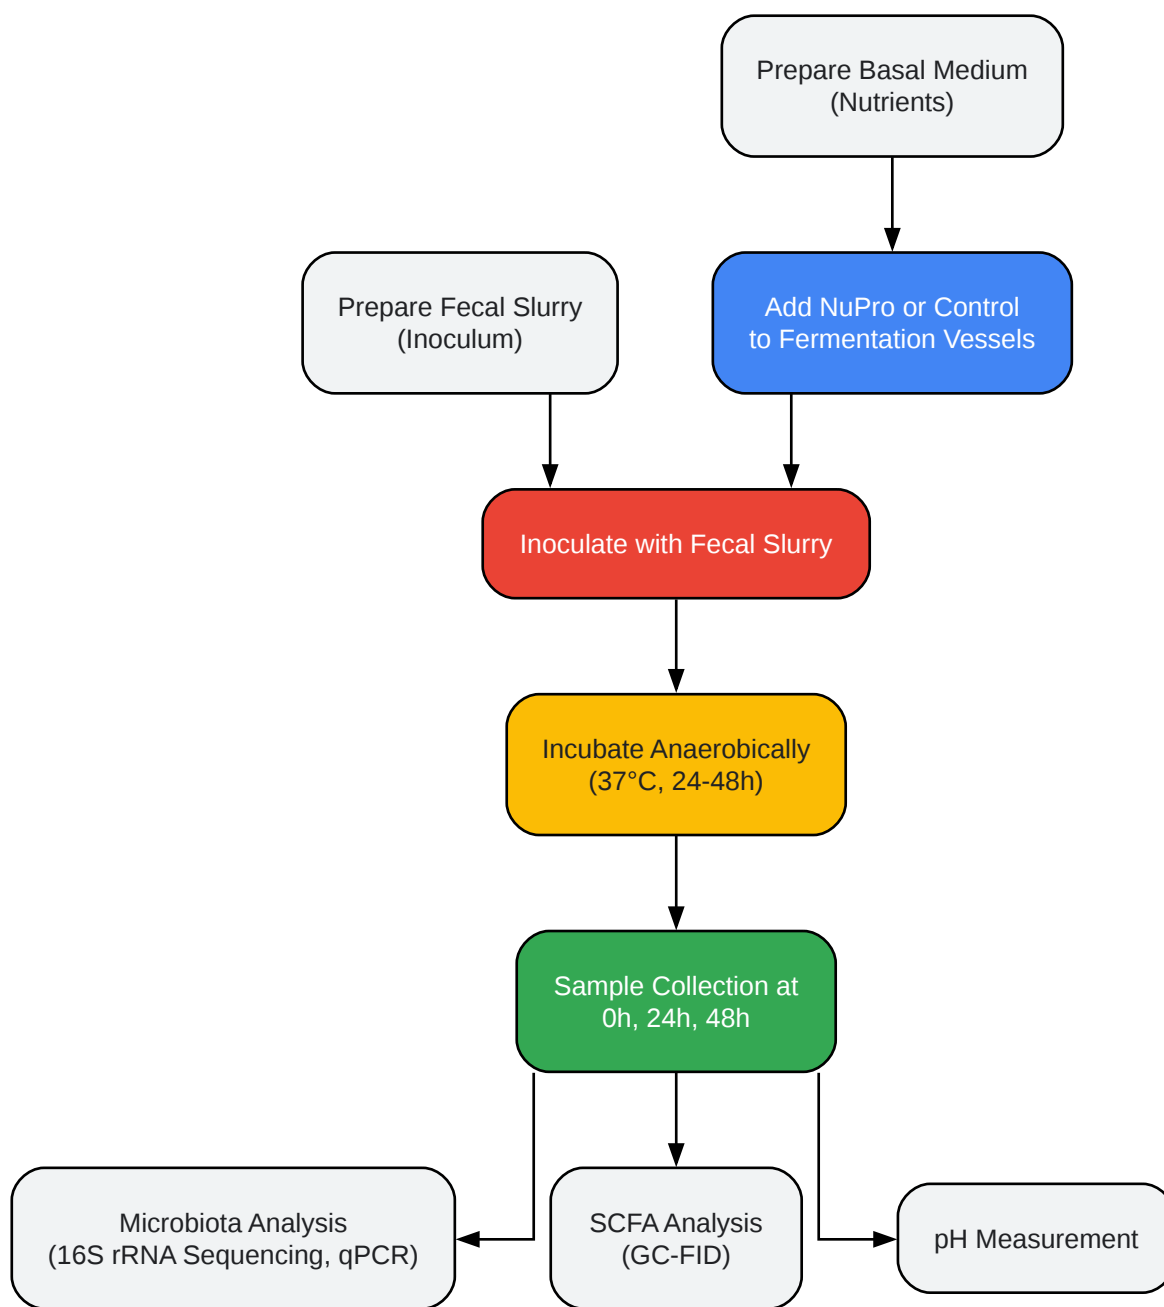 Prepare Basal Medium
(Nutrients)
Prepare Fecal Slurry
(Inoculum)
Add NuPro or Control
to Fermentation Vessels
Inoculate with Fecal Slurry
Incubate Anaerobically
(37°C, 24-48h)
Sample Collection at
0h, 24h, 48h
Microbiota Analysis
(16S rRNA Sequencing, qPCR)
SCFA Analysis
(GC-FID)
pH Measurement